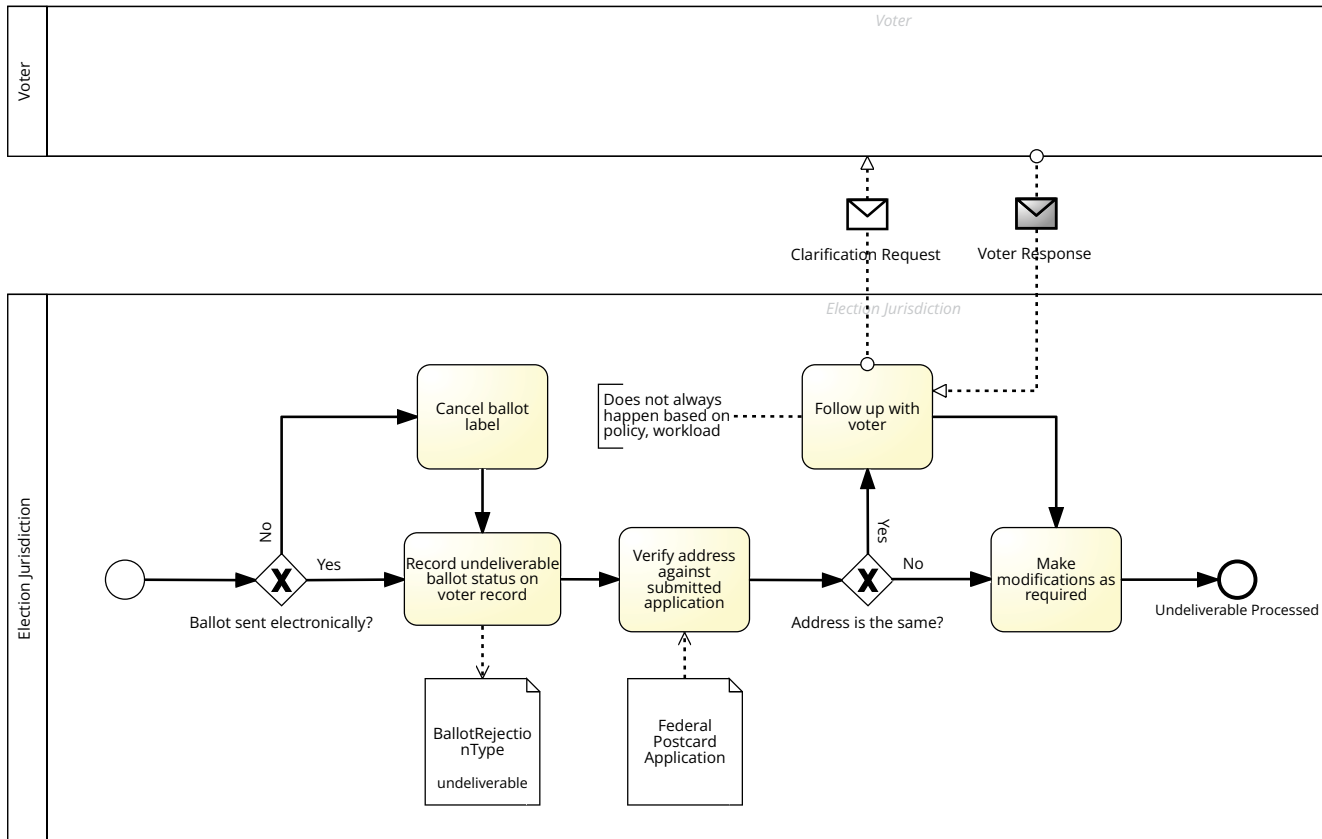 Voter
Voter
Clarification Request
Voter Response
Election Jurisdiction
Election Jurisdiction
Cancel ballot
label
Does not always
happen based on
policy, workload
Follow up with
voter
No
Yes
Ballot sent electronically?
Record undeliverable
ballot status on
voter record
Verify address
against
submitted
application
Yes
No
Address is the same?
Make
modifications as
required
Undeliverable Processed
BallotRejectio
nType
undeliverable
Federal
Postcard
Application